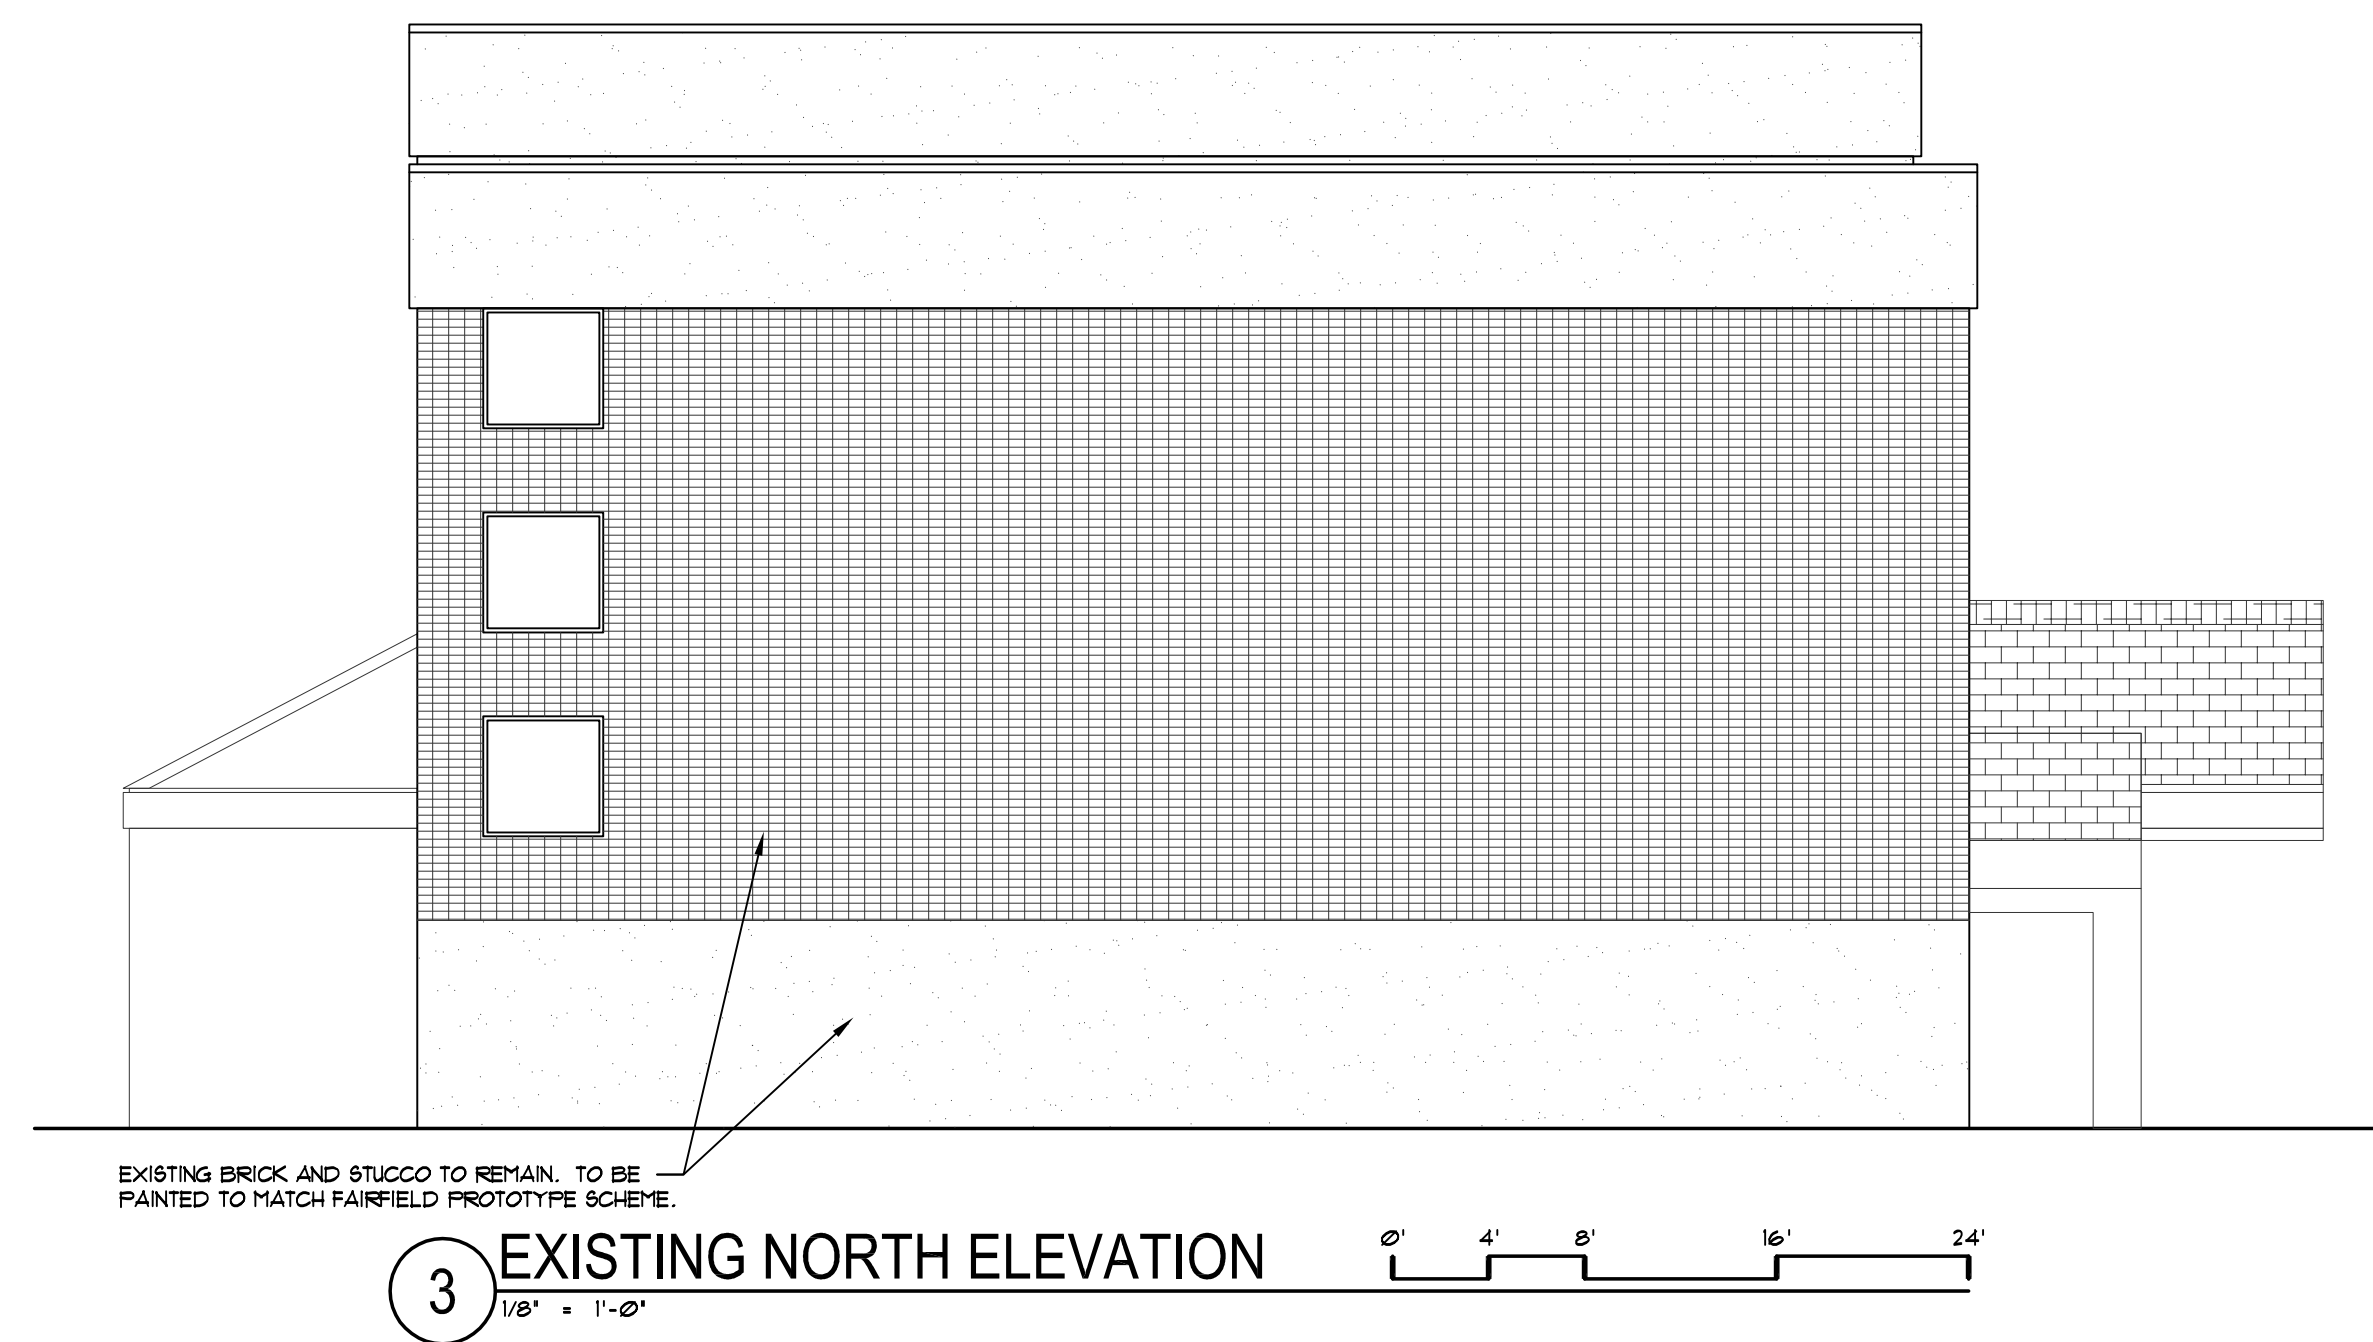 EXISTING BRICK AND STUCCO TO REMAIN. TO BE
PAINTED TO MATCH FAIRFIELD PROTOTYPE SCHEME.
3 EXISTING NORTH ELEVATION
1/8" = 1'-0"
0' 4' 8' 16' 24'